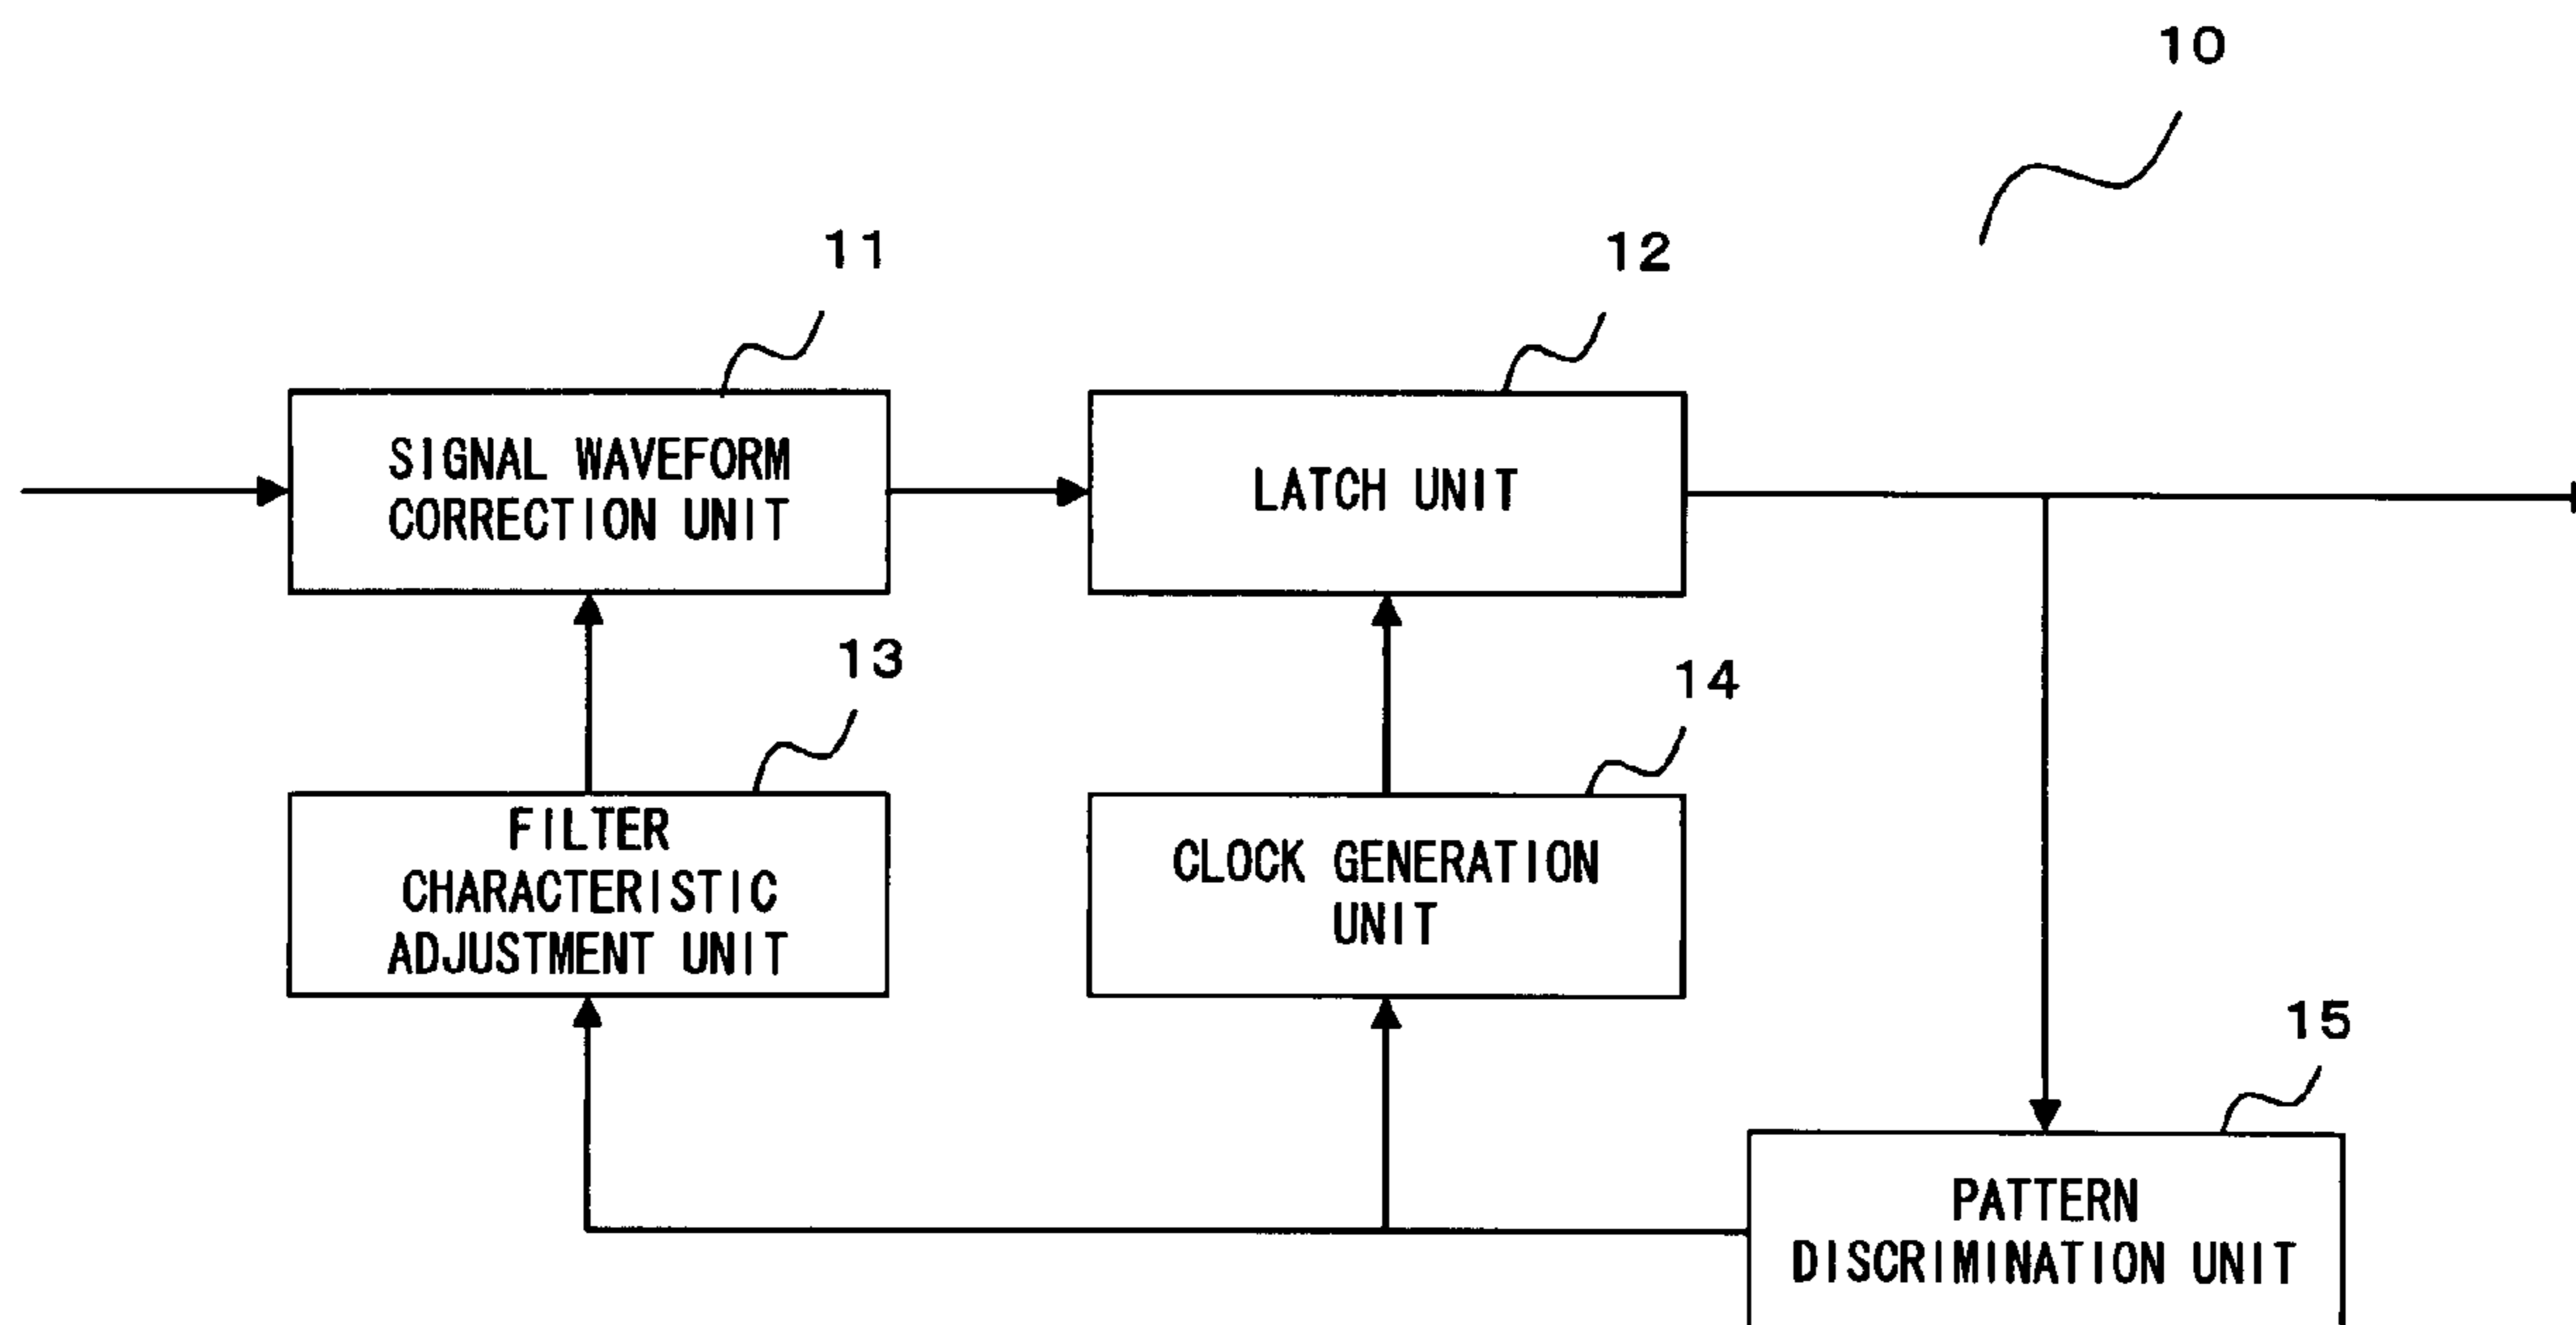 10
11
12
SIGNAL WAVEFORM
CORRECTION UNIT
LATCH UNIT
13
14
FILTER
CHARACTERISTIC
ADJUSTMENT UNIT
CLOCK GENERATION
UNIT
15
PATTERN
DISCRIMINATION UNIT